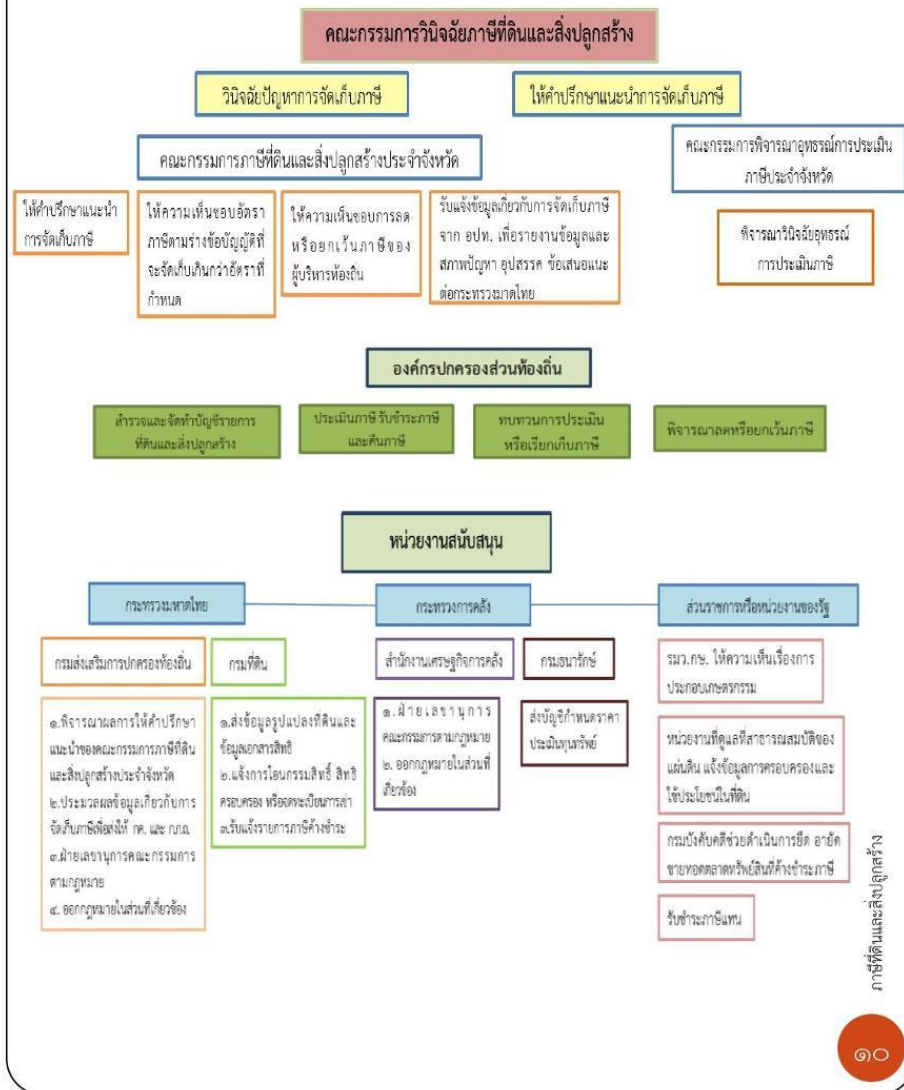 คณะกรรมการวินิจฉัยภาษีที่ดินและสิ่งปลูกสร้าง
วินิจฉัยปัญหาการจัดเก็บภาษี
ให้คำปรึกษาแนะนำการจัดเก็บภาษี
คณะกรรมการภาษีที่ดินและสิ่งปลูกสร้างประจำจังหวัด
คณะกรรมการพิจารณาอุทธรณ์การประเมิน
ภาษีประจำจังหวัด
ให้คำปรึกษาแนะนำ
การจัดเก็บภาษี
ให้ความเห็นชอบอัตรา
ภาษีตามร่างข้อบัญญัติที่
จะจัดเก็บเกินกว่าอัตราที่
กำหนด
ให้ความเห็นชอบการลด
หรือยกเว้นภาษีของ
ผู้บริหารท้องถิ่น
รับแจ้งข้อมูลเกี่ยวกับการจัดเก็บภาษี
จาก อปท. เพื่อรายงานข้อมูลและ
สภาพปัญหา อุปสรรค ข้อเสนอแนะ
ต่อกระทรวงมาดไทย
พิจารณาวินิจฉัยอุทธรณ์
การประเมินภาษี
องค์กรปกครองส่วนท้องถิ่น
สำรวจและจัดทำบัญชีรายการ
ที่ดินและสิ่งปลูกสร้าง
ประเมินภาษี รับชำระภาษี
และคืนภาษี
ทบทวนการประเมิน
หรือเรียกเก็บภาษี
พิจารณาลดหรือยกเว้นภาษี
หน่วยงานสนับสนุน
กระทรวงมหาดไทย
กระทรวงการคลัง
ส่วนราชการหรือหน่วยงานของรัฐ
กรมส่งเสริมการปกครองท้องถิ่น
กรมที่ดิน
สำนักงานเศรษฐกิจการคลัง
กรมธนารักษ์
รมว.กษ. ให้ความเห็นเรื่องการ
ประกอบเกษตรกรรม
๑.พิจารณาผลการให้คำปรึกษา
แนะนำของคณะกรรมการภาษีที่ดิน
และสิ่งปลูกสร้างประจำจังหวัด
๒.ประมวลผลข้อมูลเกี่ยวกับการ
จัดเก็บภาษีเพื่อส่งให้ กค. และ ก.ก.ถ.
๓.ฝ่ายเลขานุการคณะกรรมการ
ตามกฎหมาย
๔. ออกกฎหมายในส่วนที่เกี่ยวข้อง
๑.ส่งข้อมูลรูปแปลงที่ดินและ
ข้อมูลเอกสารสิทธิ
๒.แจ้งการโอนกรรมสิทธิ์ สิทธิ
ครอบครอง หรือจดทะเบียนการเช่า
๓.รับแจ้งรายการภาษีค้างชำระ
๑.ฝ่ายเลขานุการ
คณะกรรมการตามกฎหมาย
๒. ออกกฎหมายในส่วนที่
เกี่ยวข้อง
ส่งบัญชีกำหนดราคา
ประเมินทุนทรัพย์
หน่วยงานที่ดูแลที่สาธารณสมบัติของ
แผ่นดิน แจ้งข้อมูลการครอบครองและ
ใช้ประโยชน์ในที่ดิน
กรมบังคับคดีช่วยดำเนินการยึด อายัด
ขายทอดตลาดทรัพย์สินที่ค้างชำระภาษี
รับชำระภาษีแทน
ภาษีที่ดินและสิ่งปลูกสร้าง
๑๐